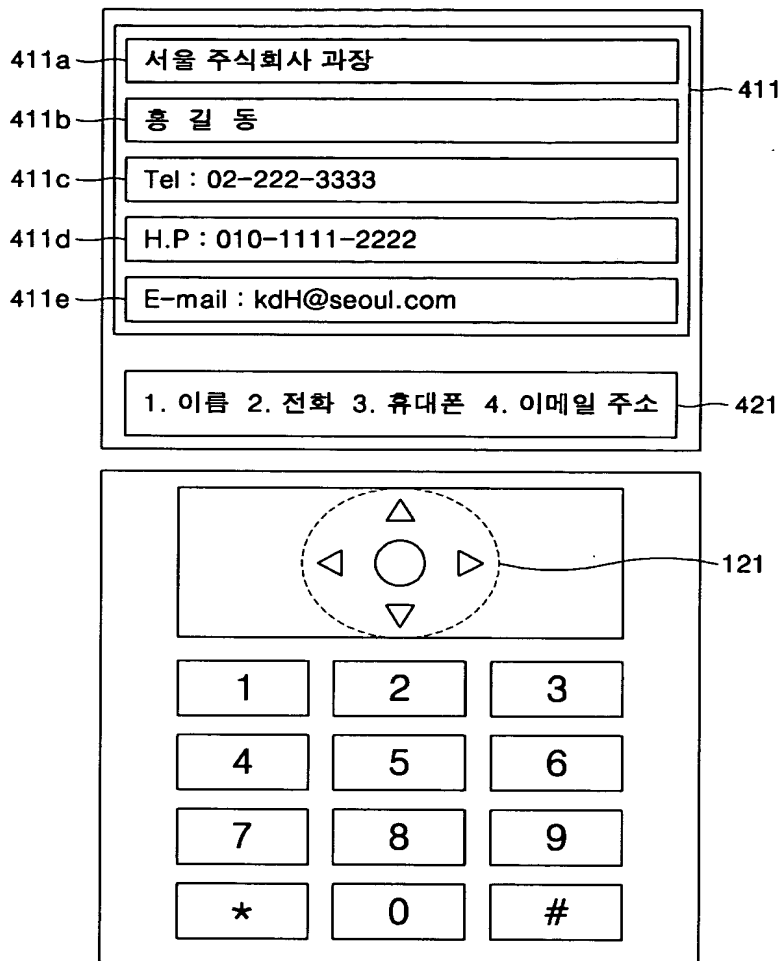 411a 서울 주식회사 과장
411
411b 홍 길 동
411c Tel : 02-222-3333
411d H.P : 010-1111-2222
411e E-mail : kdH@seoul.com
1. 이름 2. 전화 3. 휴대폰 4. 이메일 주소 421
121
1 2 3
4 5 6
7 8 9
* 0 #